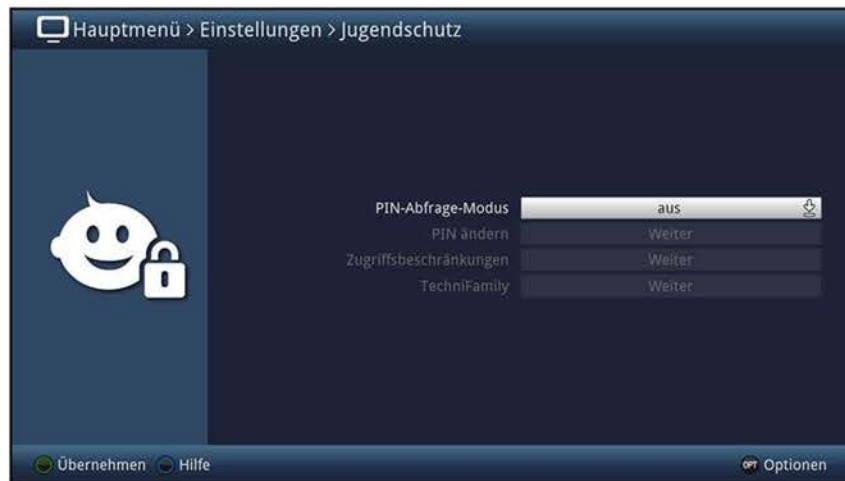 Hauptmenü > Einstellungen > Jugendschutz
PIN-Abfrage-Modus aus
PIN ändern Weiter
Zugriffsbeschränkungen Weiter
TechniFamily Weiter
Übernehmen Hilfe OPT Optionen